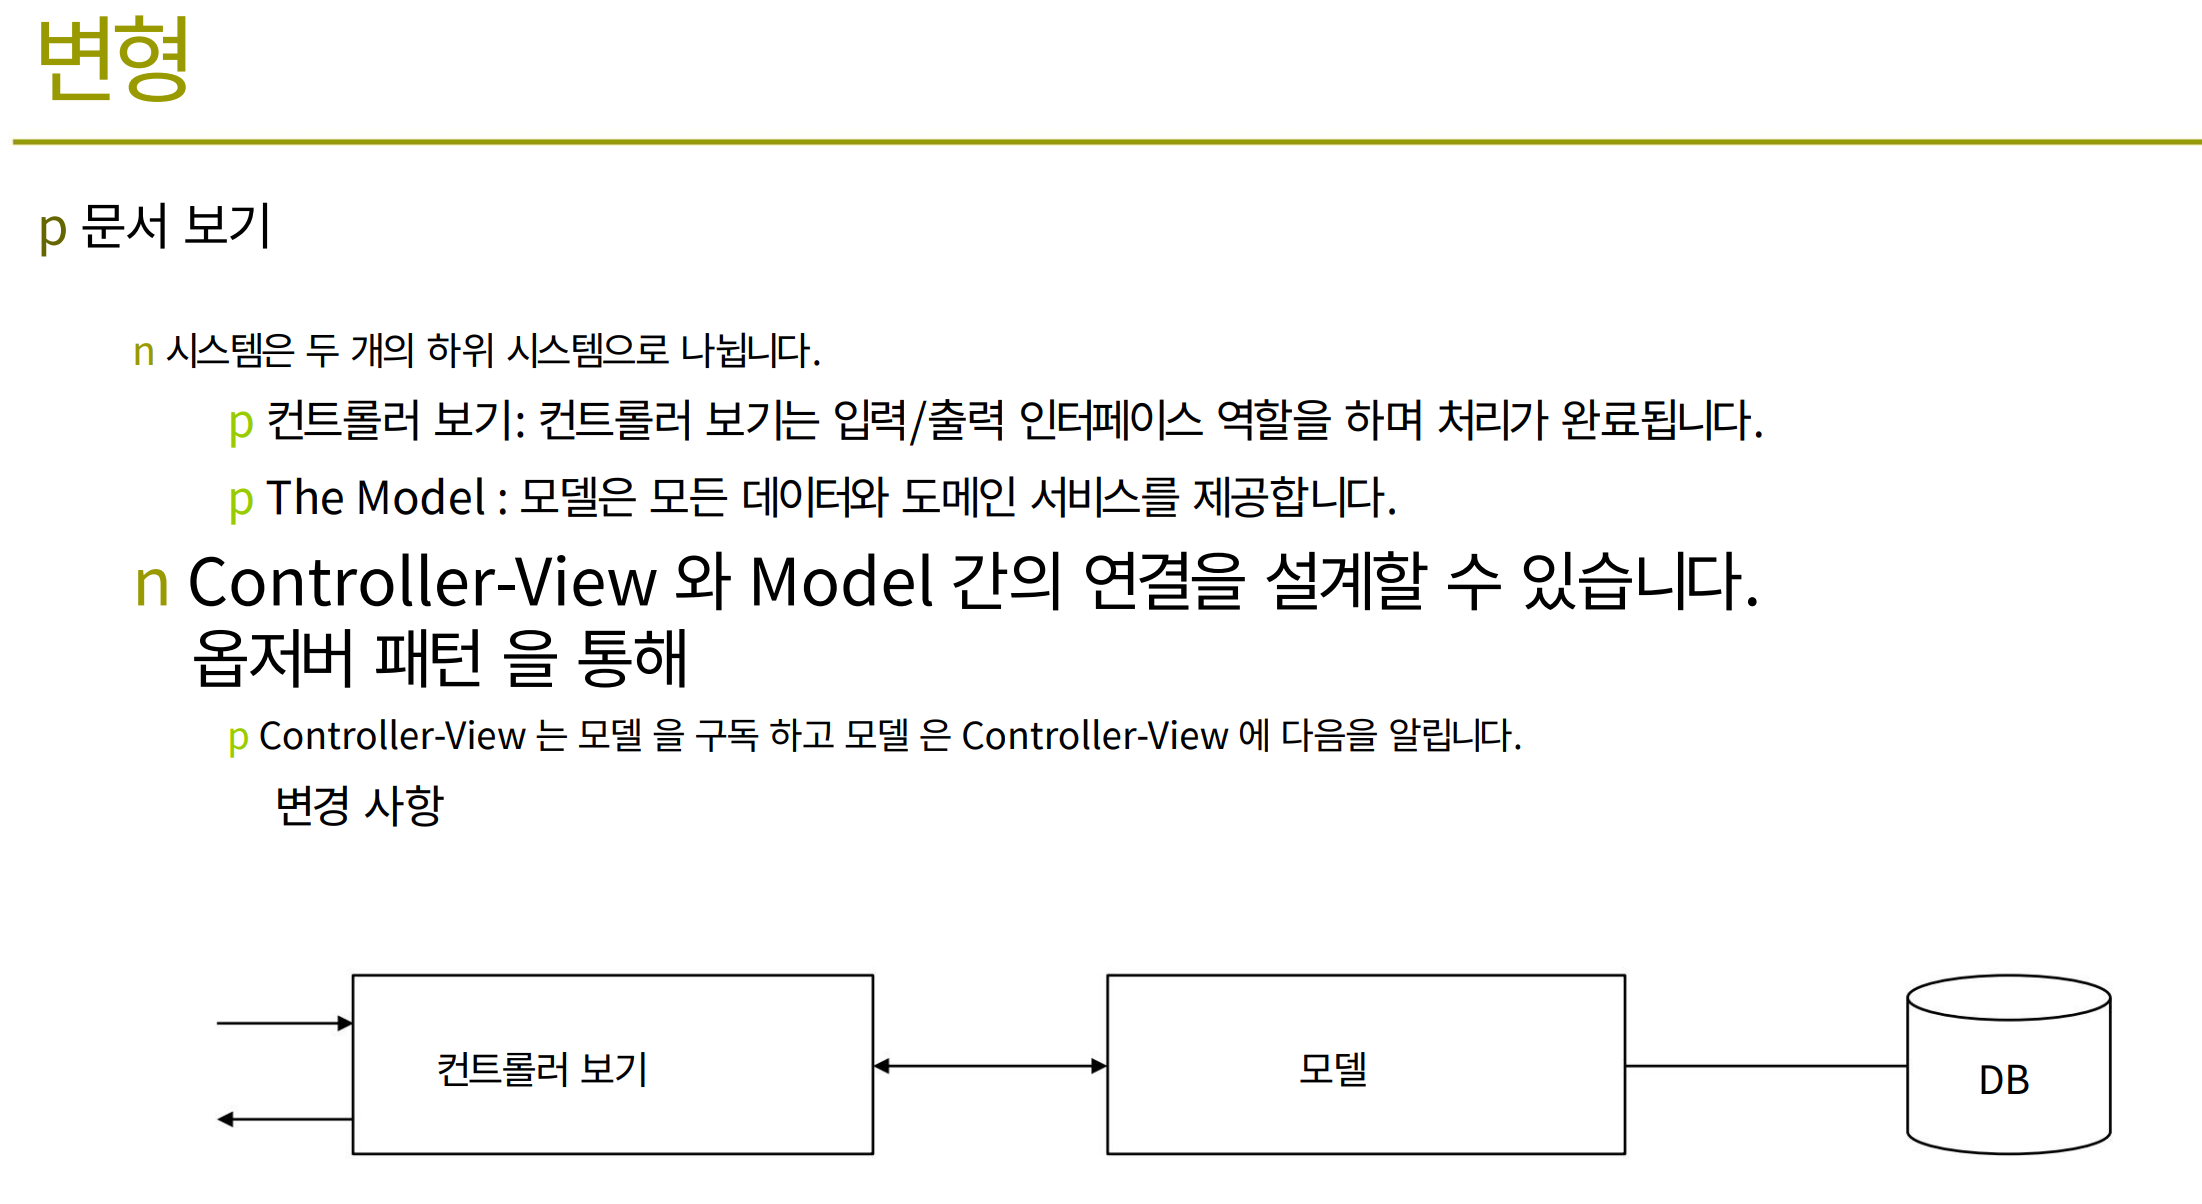 변형
p 문서 보기
n 시스템은 두 개의 하위 시스템으로 나뉩니다.
p 컨트롤러 보기: 컨트롤러 보기는 입력/출력 인터페이스 역할을 하며 처리가 완료됩니다.
p The Model : 모델은 모든 데이터와 도메인 서비스를 제공합니다.
n Controller-View 와 Model 간의 연결을 설계할 수 있습니다.
옵저버 패턴 을 통해
p Controller-View 는 모델 을 구독 하고 모델 은 Controller-View 에 다음을 알립니다.
변경 사항
컨트롤러 보기
모델
DB